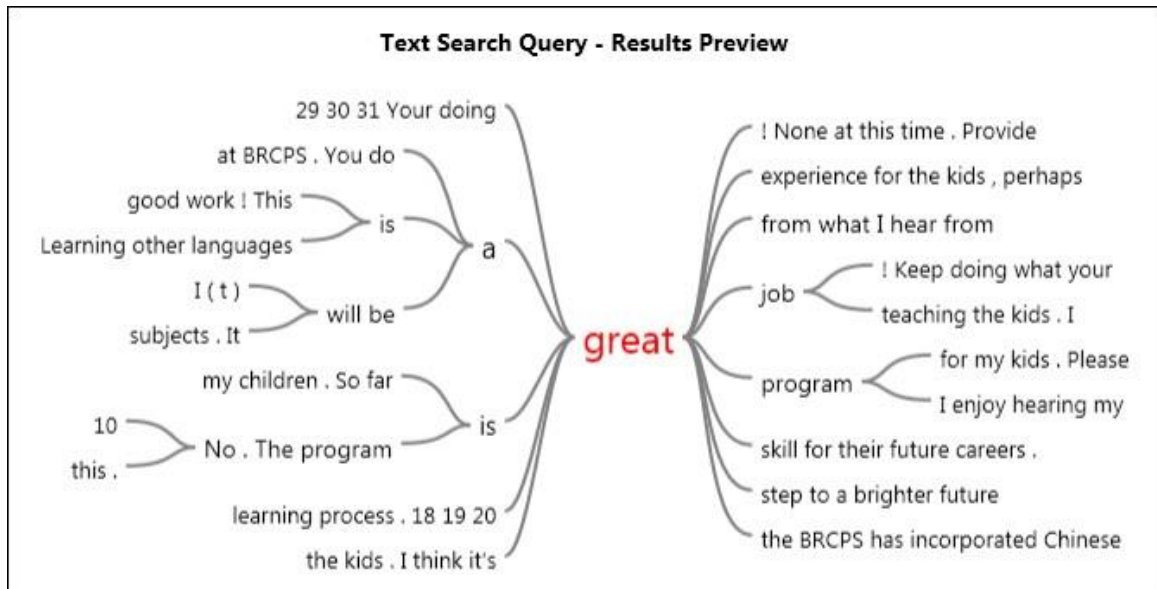 Text Search Query - Results Preview
29 30 31 Your doing
at BRCPS . You do
good work ! This
is
Learning other languages
a
I ( t )
will be
subjects . It
my children . So far
is
10
No . The program
this .
learning process . 18 19 20
the kids . I think it's
great
! None at this time . Provide
experience for the kids , perhaps
from what I hear from
job
! Keep doing what your
teaching the kids . I
program
for my kids . Please
I enjoy hearing my
skill for their future careers .
step to a brighter future
the BRCPS has incorporated Chinese